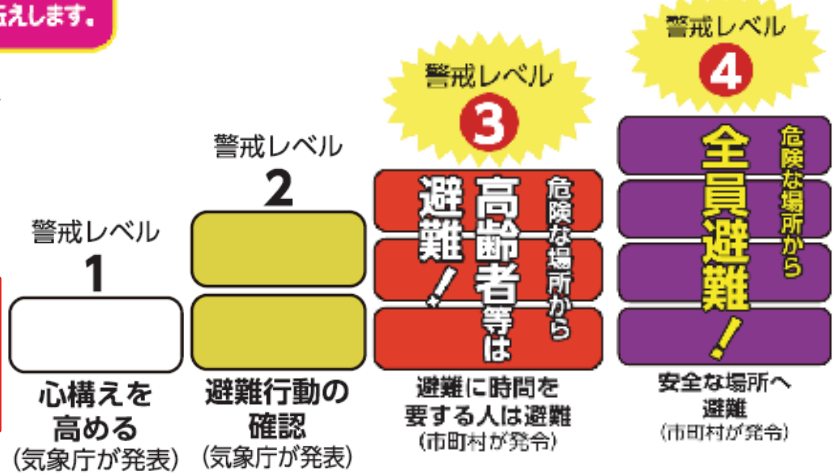 伝えします。
警戒レベル
1
心構えを
高める
(気象庁が発表)
警戒レベル
2
避難行動の
確認
(気象庁が発表)
警戒レベル
3
危険な場所から
高齢者等は
避難!
避難に時間を
要する人は避難
(市町村が発令)
警戒レベル
4
危険な場所から
全員避難!
安全な場所へ
避難
(市町村が発令)